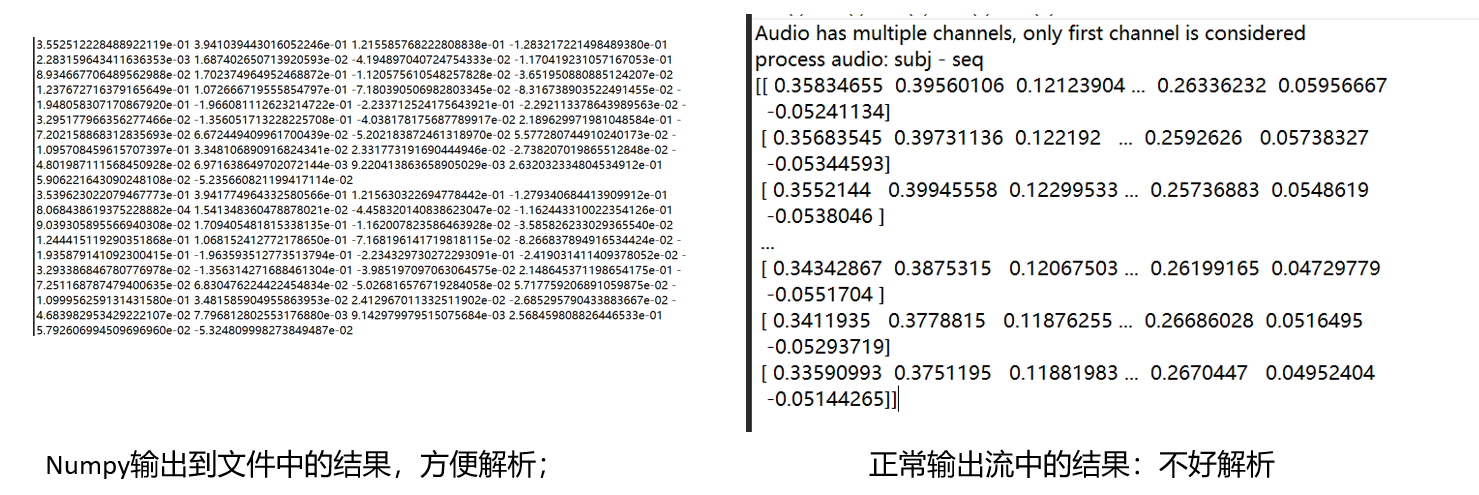 3.552512228488922119e-01 3.941039443016052246e-01 1.215585768222808838e-01 -1.283217221498489380e-01
2.283159643411636353e-03 1.687402650713920593e-02 -4.194897040724754333e-02 -1.170419231057167053e-01
8.934667706489562988e-02 1.702374964952468872e-01 -1.120575610548257828e-02 -3.651950880885124207e-02
1.237672716379165649e-01 1.072666719555854797e-01 -7.180390506982803345e-02 -8.316738903522491455e-02 -
1.948058307170867920e-01 -1.966081112623214722e-01 -2.233712524175643921e-01 -2.292113378643989563e-02 -
3.295177966356277466e-02 -1.356051713228225708e-01 -4.038178175687789917e-02 2.189629971981048584e-01 -
7.202158868312835693e-02 6.672449409961700439e-02 -5.202183872461318970e-02 5.577280744910240173e-02 -
1.095708459615707397e-01 3.348106890916824341e-02 2.331773191690444946e-02 -2.738207019865512848e-02 -
4.801987111568450928e-02 6.971638649702072144e-03 9.220413863658905029e-03 2.632032334804534912e-01
5.906221643090248108e-02 -5.235660821199417114e-02
3.539623022079467773e-01 3.941774964332580566e-01 1.215630322694778442e-01 -1.279340684413909912e-01
8.068438619375228882e-04 1.541348360478878021e-02 -4.458320140838623047e-02 -1.162443310022354126e-01
9.039305895566940308e-02 1.709405481815338135e-01 -1.162007823586463928e-02 -3.585826233029365540e-02
1.244415119290351868e-01 1.068152412772178650e-01 -7.168196141719818115e-02 -8.266837894916534424e-02 -
1.935879141092300415e-01 -1.963593512773513794e-01 -2.234329730272293091e-01 -2.419031411409378052e-02 -
3.293386846780776978e-02 -1.356314271688461304e-01 -3.985197097063064575e-02 2.148645371198654175e-01 -
7.251168787479400635e-02 6.830476224422454834e-02 -5.026816576719284058e-02 5.717759206891059875e-02 -
1.099956259131431580e-01 3.481585904955863953e-02 2.412967011332511902e-02 -2.685295790433883667e-02 -
4.683982953429222107e-02 7.796812802553176880e-03 9.142979979515075684e-03 2.568459808826446533e-01
5.792606994509696960e-02 -5.324809998273849487e-02
Numpy输出到文件中的结果，方便解析；
Audio has multiple channels, only first channel is considered
process audio: subj - seq
[[ 0.35834655 0.39560106 0.12123904 ... 0.26336232 0.05956667
-0.05241134]
[ 0.35683545 0.39731136 0.122192 ... 0.2592626 0.05738327
-0.05344593]
[ 0.3552144 0.39945558 0.12299533 ... 0.25736883 0.0548619
-0.0538046 ]
...
[ 0.34342867 0.3875315 0.12067503 ... 0.26199165 0.04729779
-0.0551704 ]
[ 0.3411935 0.3778815 0.11876255 ... 0.26686028 0.0516495
-0.05293719]
[ 0.33590993 0.3751195 0.11881983 ... 0.2670447 0.04952404
-0.05144265]]
正常输出流中的结果：不好解析